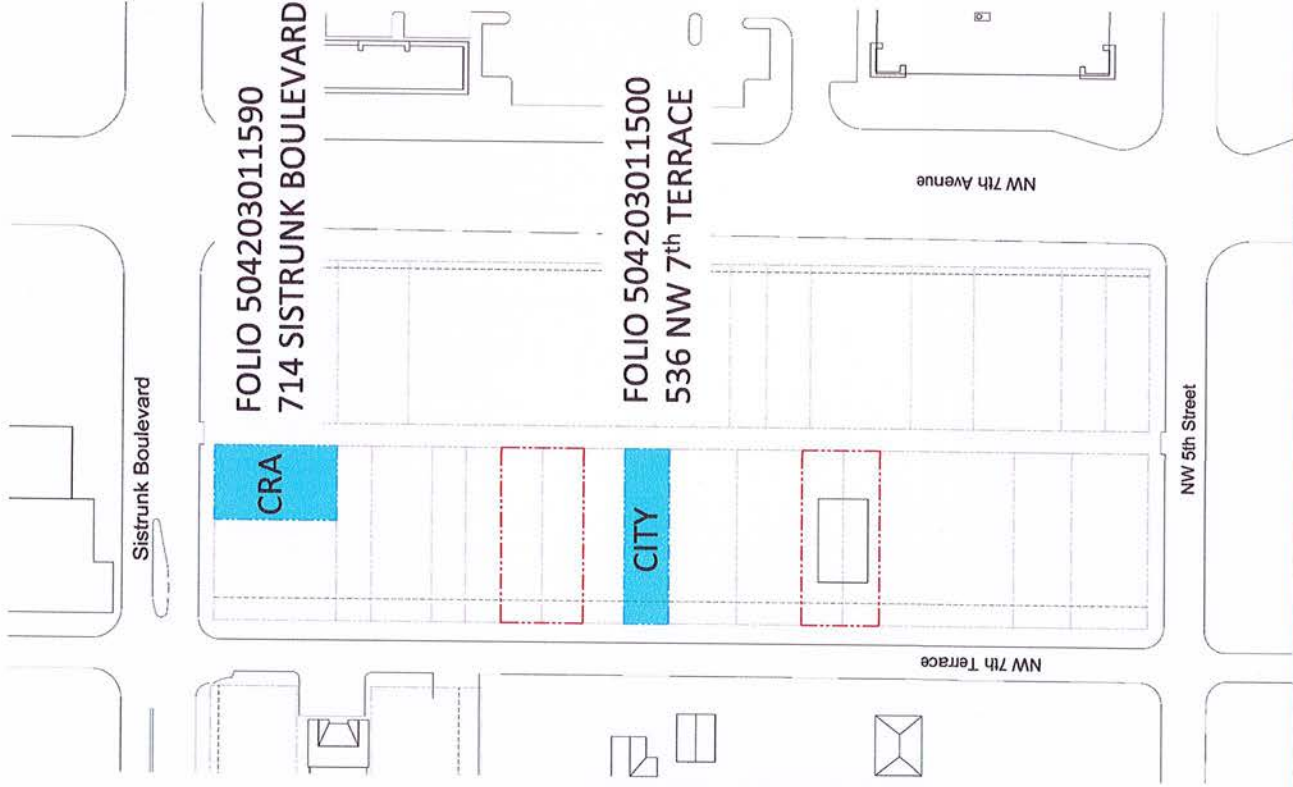 Sistrunk Boulevard
FOLIO 504203011590
714 SISTRUNK BOULEVARD
CRA
FOLIO 504203011500
536 NW 7th TERRACE
CITY
NW 7th Avenue
NW 7th Terrace
NW 5th Street